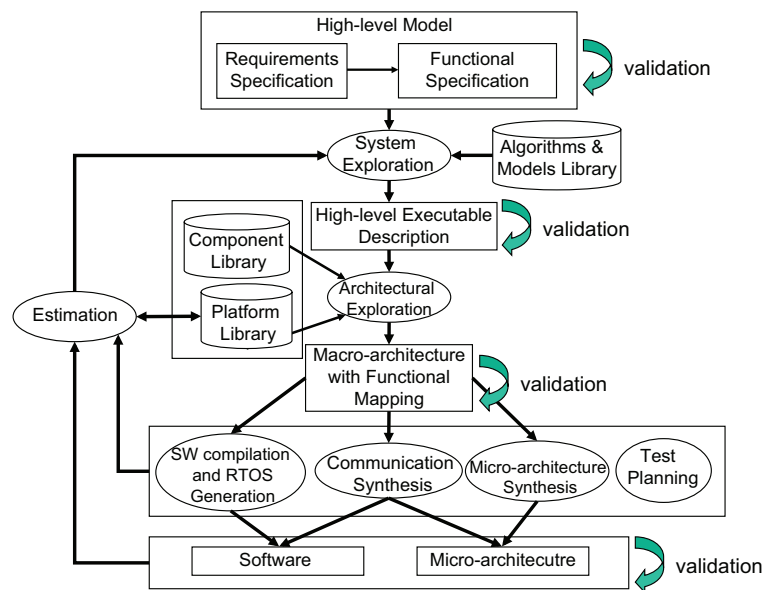 High-level Model
Requirements
Specification
Functional
Specification
validation
System
Exploration
Algorithms &
Models Library
High-level Executable
Description
validation
Component
Library
Architectural
Exploration
Estimation
Platform
Library
Macro-architecture
with Functional
Mapping
validation
SW compilation
and RTOS
Generation
Communication
Synthesis
Micro-architecture
Synthesis
Test
Planning
Software
Micro-architecutre
validation